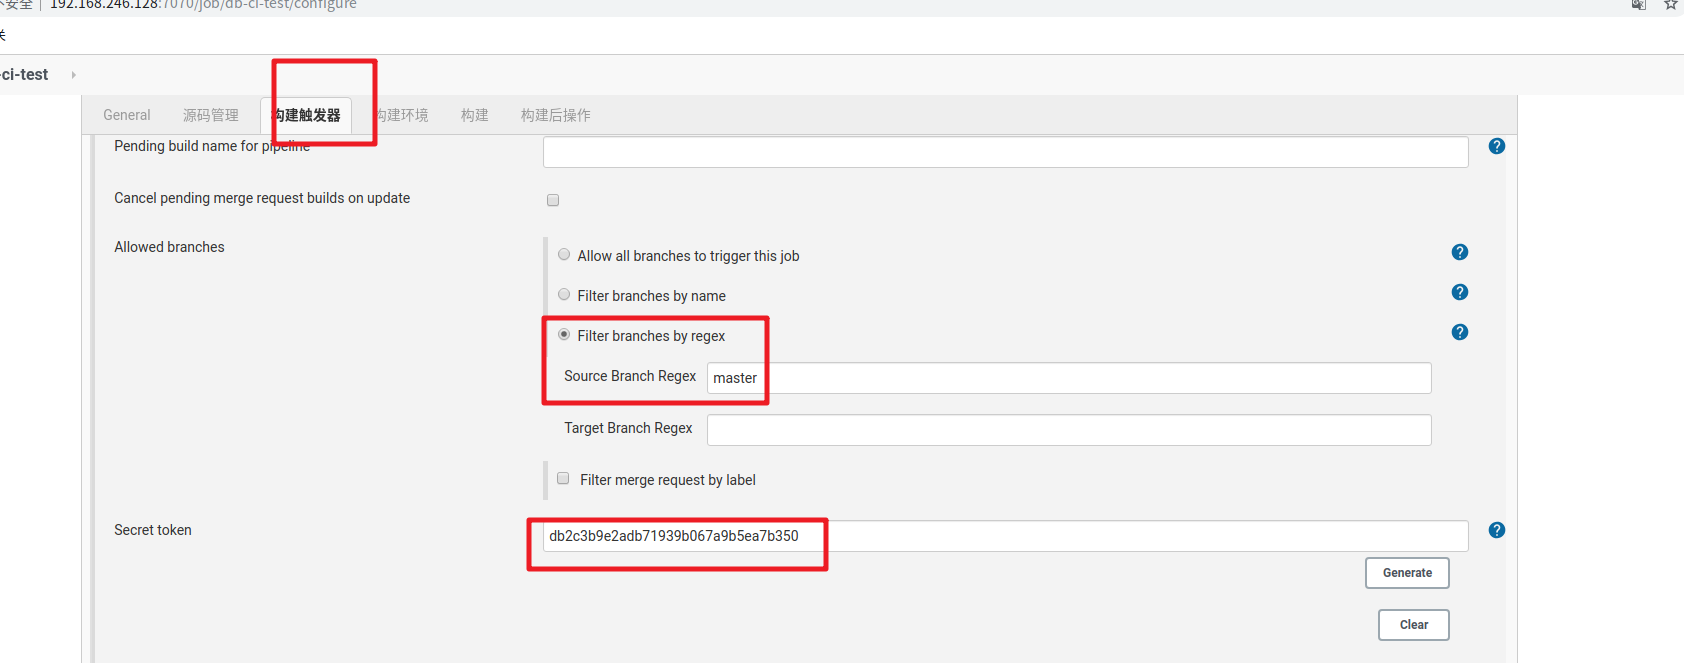 不安全 | 192.168.246.128:7070/job/db-ci-test/configure
关
-ci-test
General 源码管理 构建触发器 构建环境 构建 构建后操作
Pending build name for pipeline
Cancel pending merge request builds on update
Allowed branches
Allow all branches to trigger this job
Filter branches by name
Filter branches by regex
Source Branch Regex master
Target Branch Regex
Filter merge request by label
Secret token db2c3b9e2adb71939b067a9b5ea7b350
Generate
Clear